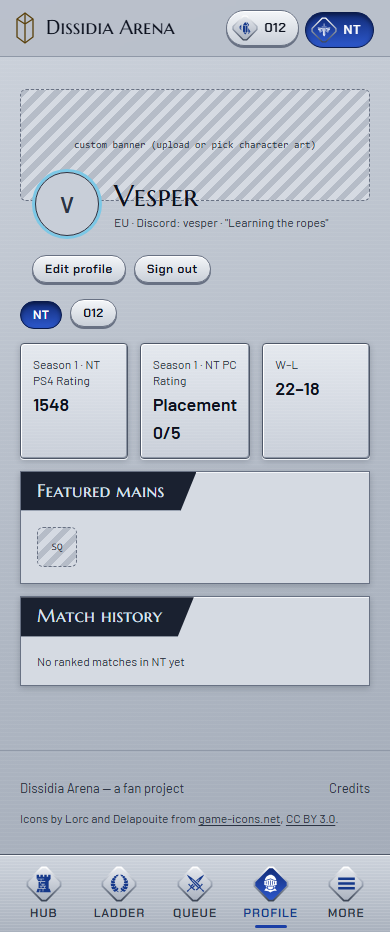 Dissidia Arena
012
NT
custom banner (upload or pick character art)
V
Vesper
EU · Discord: vesper · "Learning the ropes"
Edit profile
Sign out
NT
012
Season 1 · NT
PS4 Rating
1548
Season 1 · NT PC
Rating
Placement
0/5
W–L
22–18
Featured mains
SQ
Match history
No ranked matches in NT yet
Dissidia Arena — a fan project
Credits
Icons by Lorc and Delapouite from game-icons.net, CC BY 3.0.
HUB
LADDER
QUEUE
PROFILE
MORE